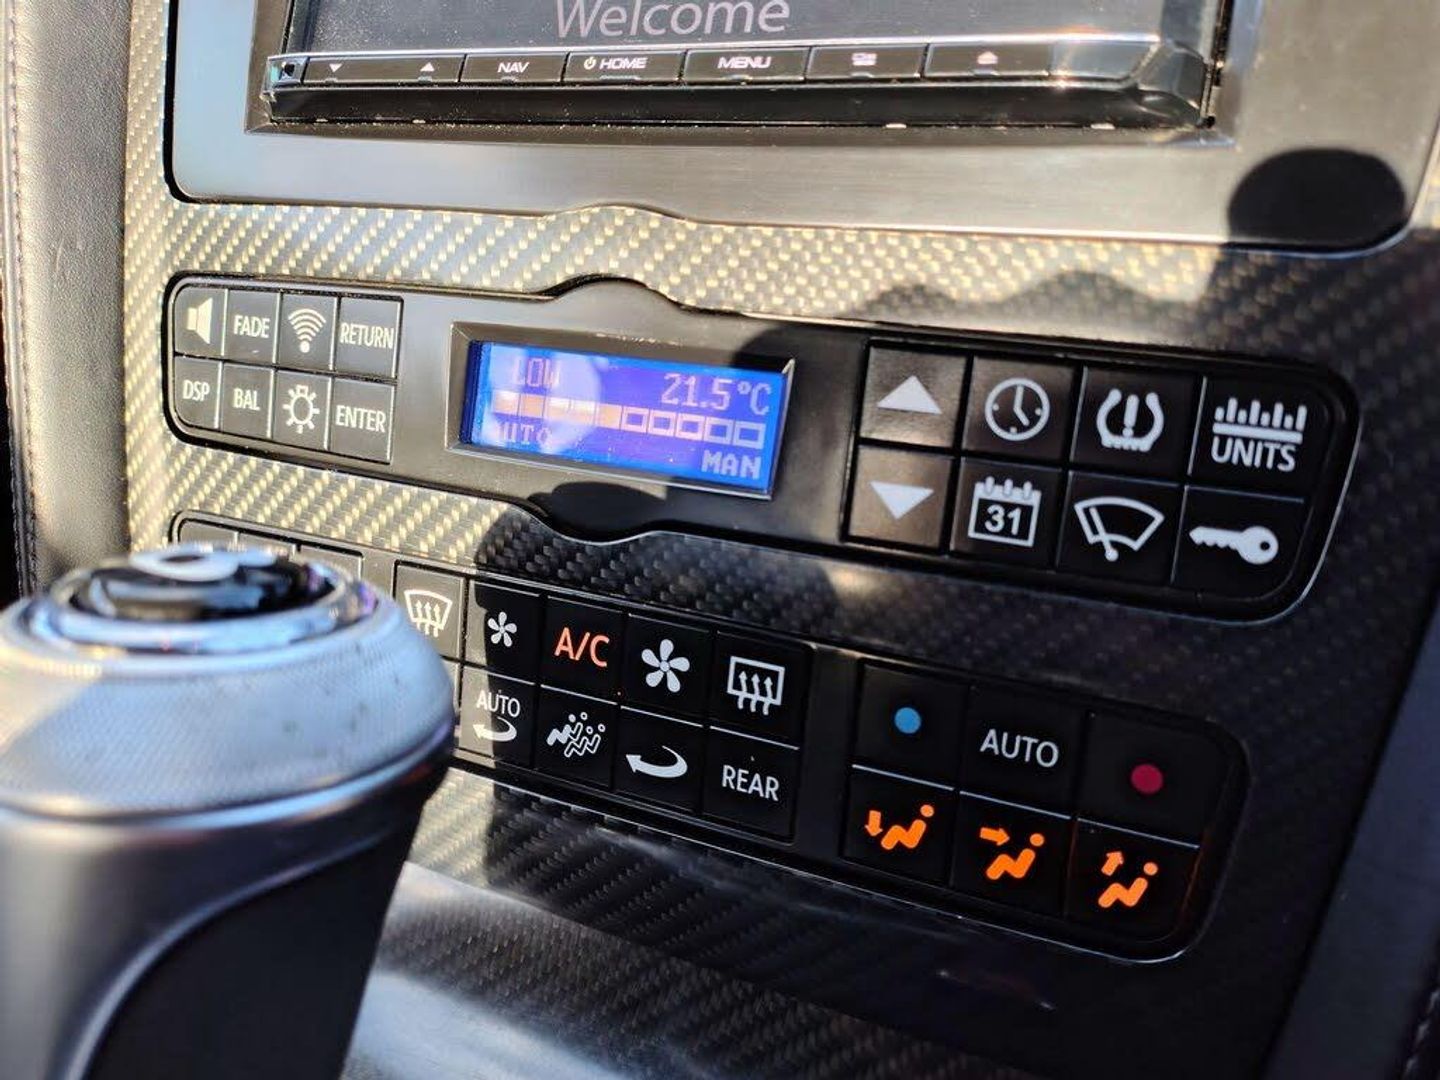 Welcome
NAV HOME MENU
FADE RETURN
DSP BAL ENTER
LOW 21.5°C
AUTO MAN
UNITS
31
A/C
AUTO
REAR
AUTO